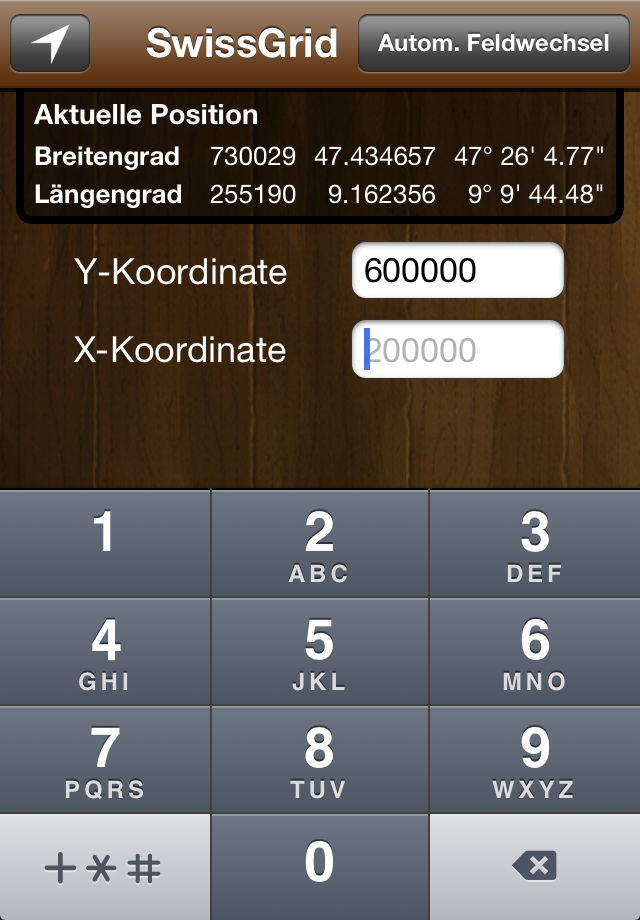 SwissGrid Autom. Feldwechsel
Aktuelle Position
Breitengrad 730029 47.434657 47° 26' 4.77"
Längengrad 255190 9.162356 9° 9' 44.48"
Y-Koordinate 600000
X-Koordinate 200000
1 2 3
ABC DEF
4 5 6
GHI JKL MNO
7 8 9
PQRS TUV WXYZ
+*# 0